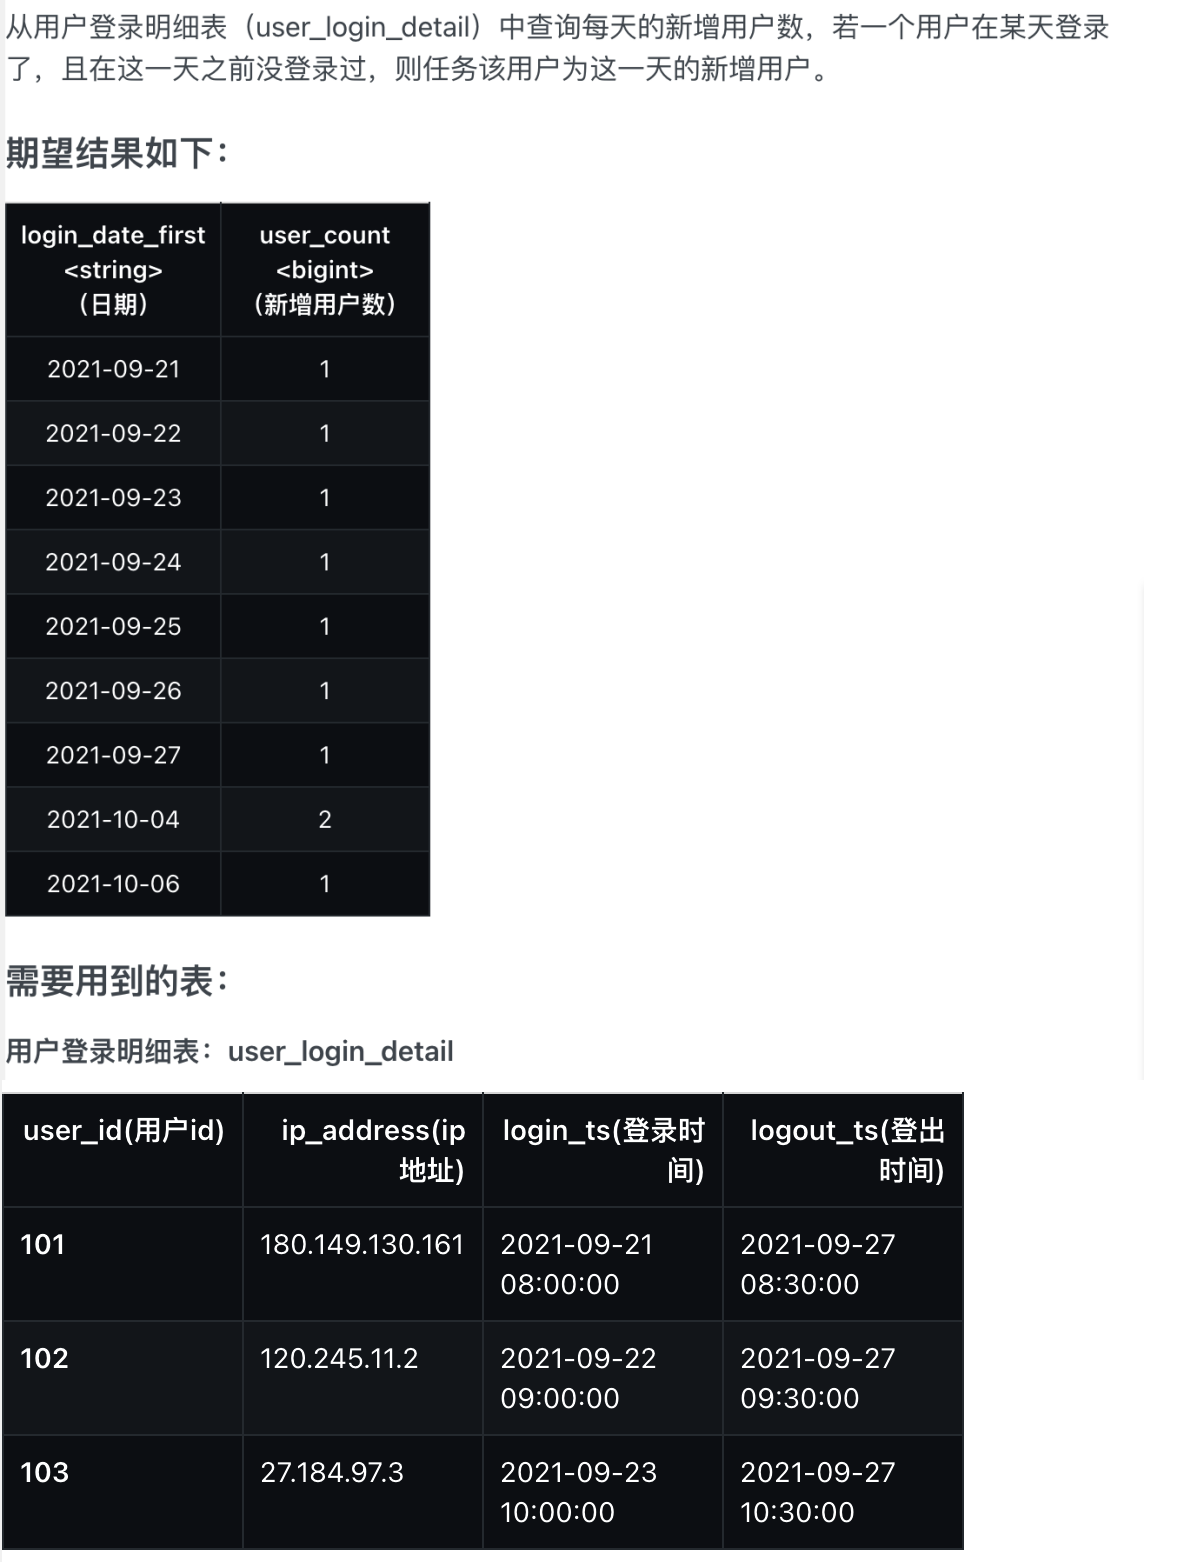 从用户登录明细表（user_login_detail）中查询每天的新增用户数，若一个用户在某天登录
了，且在这一天之前没登录过，则任务该用户为这一天的新增用户。
期望结果如下：
login_date_first user_count
<string> <bigint>
（日期） （新增用户数）
2021-09-21 1
2021-09-22 1
2021-09-23 1
2021-09-24 1
2021-09-25 1
2021-09-26 1
2021-09-27 1
2021-10-04 2
2021-10-06 1
需要用到的表：
用户登录明细表：user_login_detail
user_id(用户id) ip_address(ip login_ts(登录时 logout_ts(登出
地址) 间) 时间)
101 180.149.130.161 2021-09-21 2021-09-27
08:00:00 08:30:00
102 120.245.11.2 2021-09-22 2021-09-27
09:00:00 09:30:00
103 27.184.97.3 2021-09-23 2021-09-27
10:00:00 10:30:00